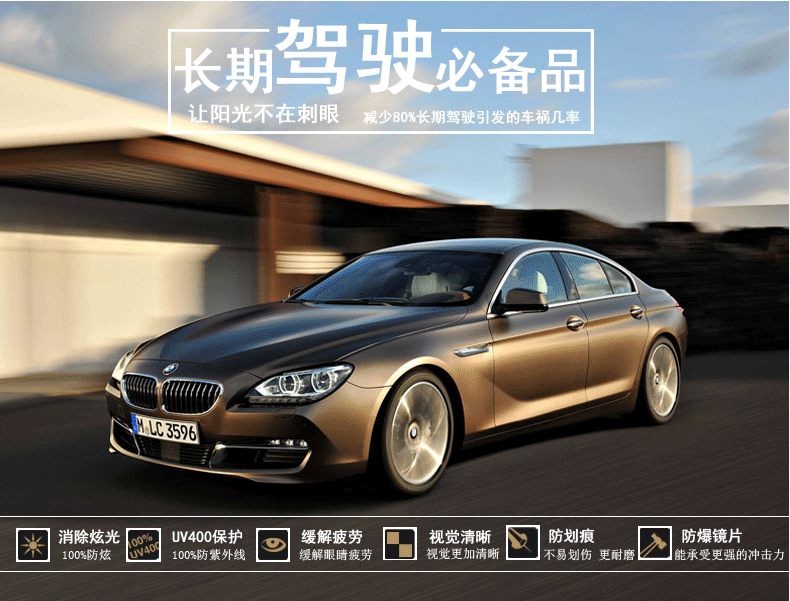 长期驾驶必备品
让阳光不在刺眼 减少80%长期驾驶引发的车祸几率
M LC 3596
消除炫光 UV400保护 缓解疲劳 视觉清晰 防划痕 防爆镜片
100%防炫 100%防紫外线 缓解眼睛疲劳 视觉更加清晰 不易划伤 更耐磨 能承受更强的冲击力
100%
UV400